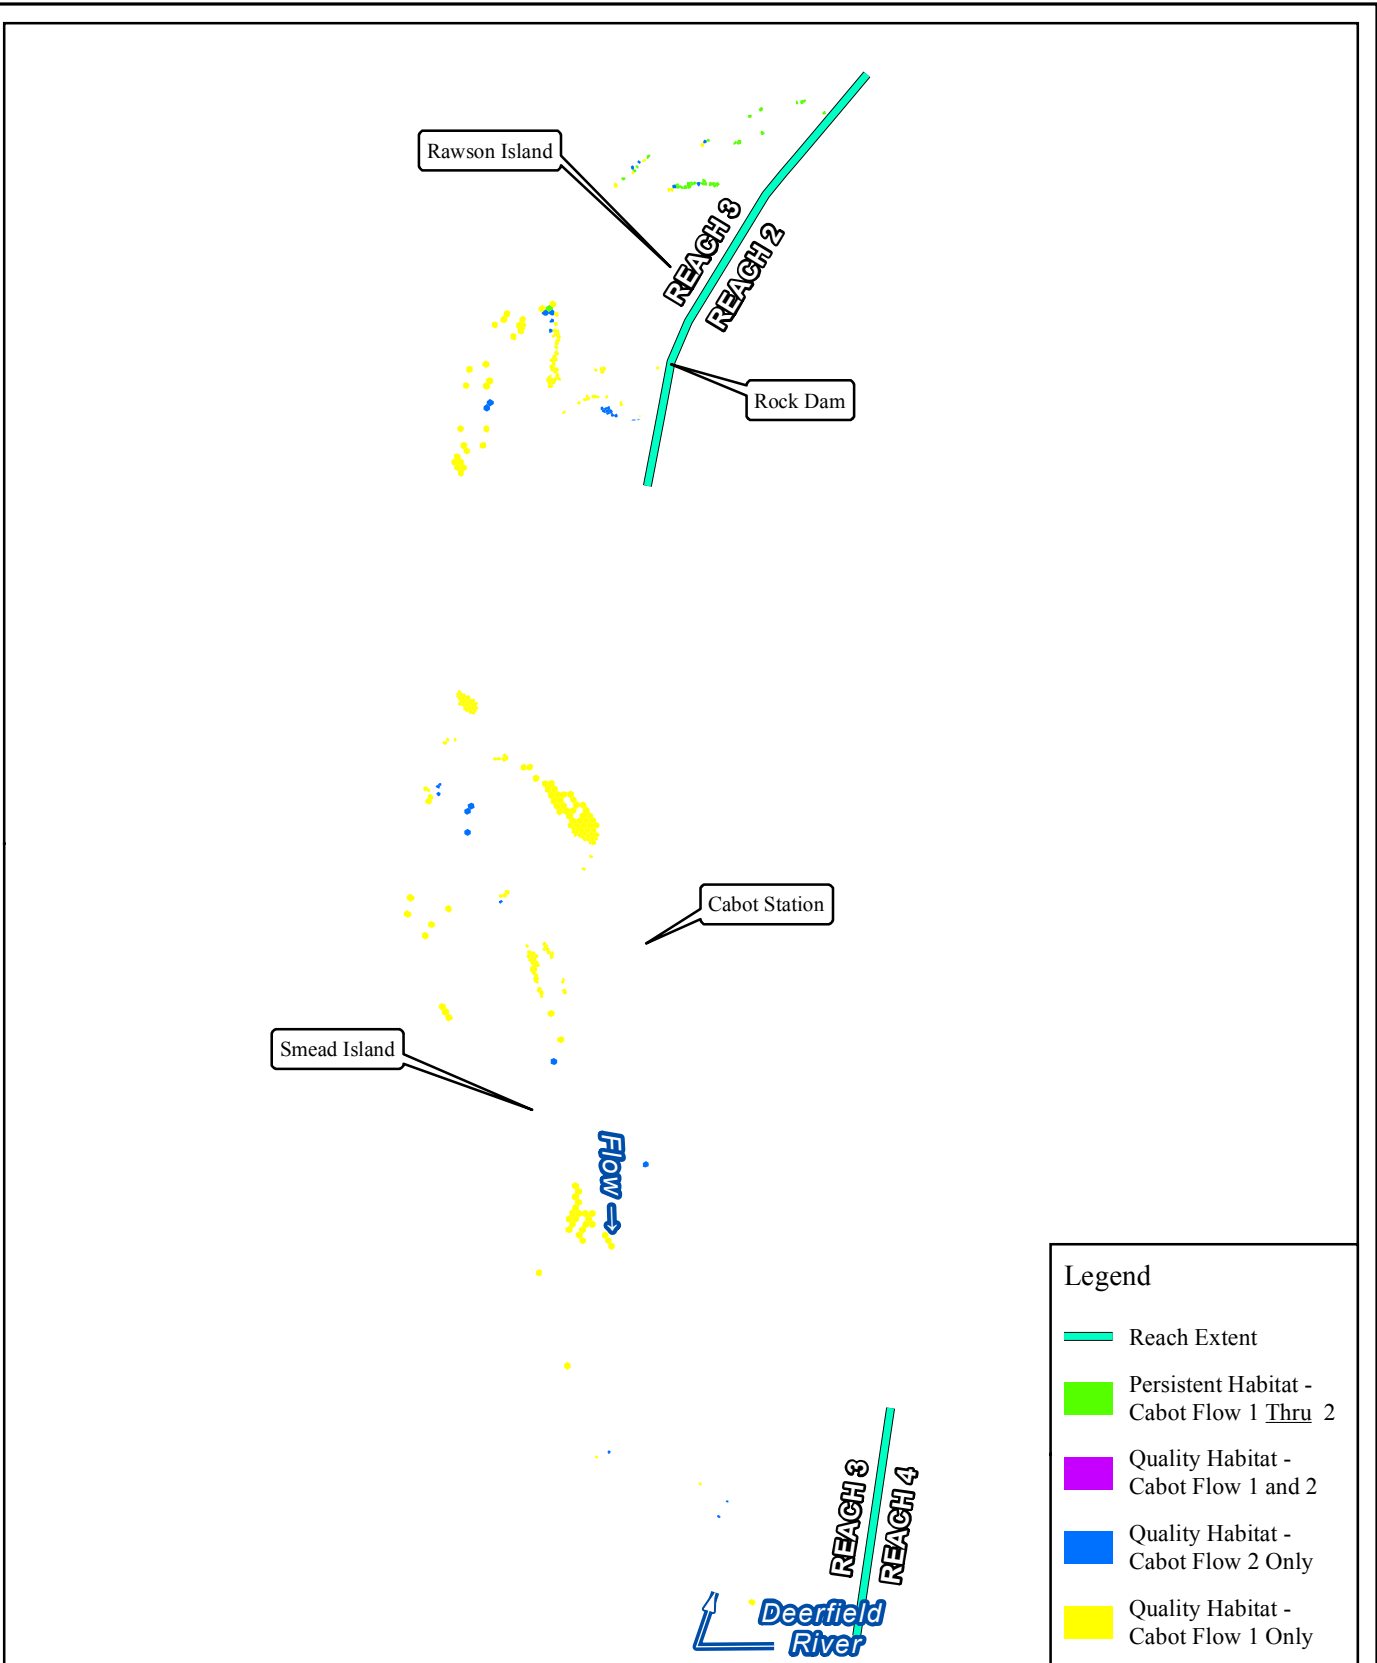 Rawson Island
REACH 3
REACH 2
Rock Dam
Cabot Station
Smead Island
Flow
REACH 3
REACH 4
Deerfield
River
Legend
Reach Extent
Persistent Habitat -
Cabot Flow 1 Thru 2
Quality Habitat -
Cabot Flow 1 and 2
Quality Habitat -
Cabot Flow 2 Only
Quality Habitat -
Cabot Flow 1 Only